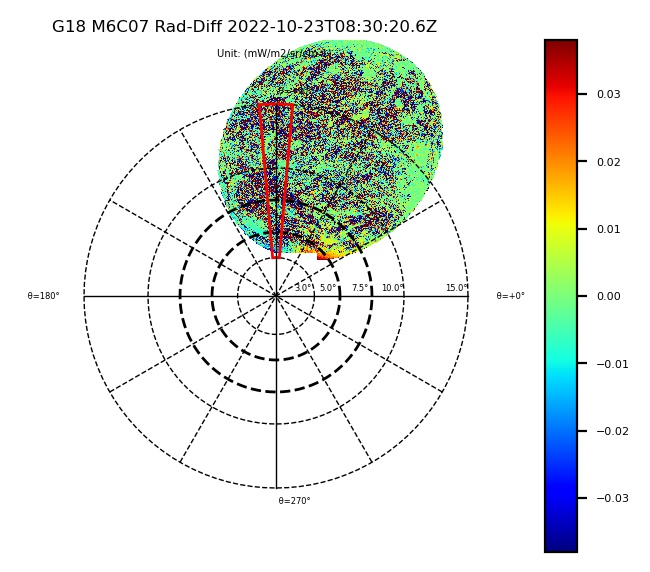 G18 M6C07 Rad-Diff 2022-10-23T08:30:20.6Z
Unit: (mW/m2/sr/
0.03
0.02
0.01
0.00
−0.01
−0.02
−0.03
3.0° 5.0° 7.5° 10.0° 15.0°
θ=180°
θ=+0°
θ=270°